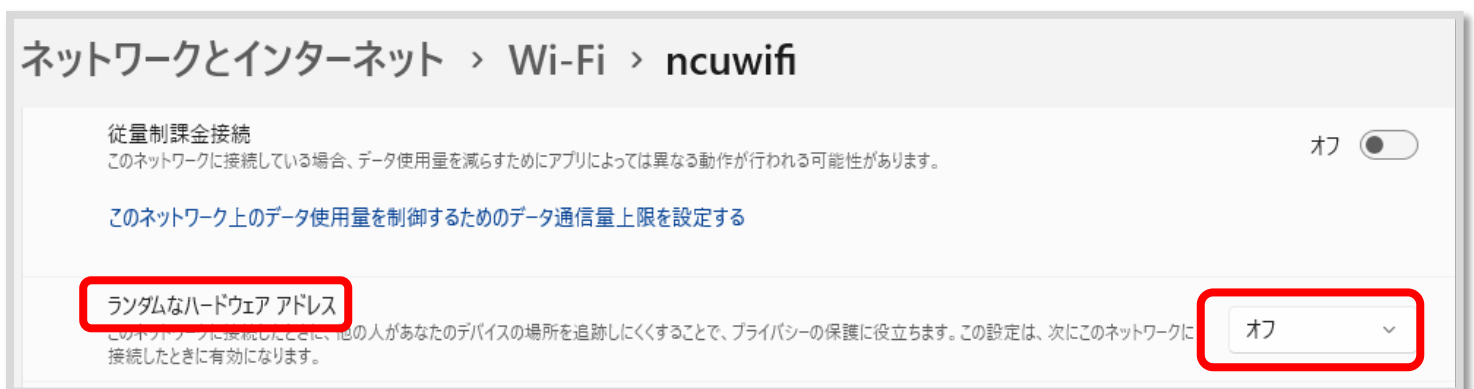 ネットワークとインターネット › Wi-Fi › ncuwifi
従量制課金接続
このネットワークに接続している場合、データ使用量を減らすためにアプリによっては異なる動作が行われる可能性があります。
オフ
このネットワーク上のデータ使用量を制御するためのデータ通信量上限を設定する
ランダムなハードウェア アドレス
このネットワークに接続したときに、他の人があなたのデバイスの場所を追跡しにくくすることで、プライバシーの保護に役立ちます。この設定は、次にこのネットワークに
接続したときに有効になります。
オフ